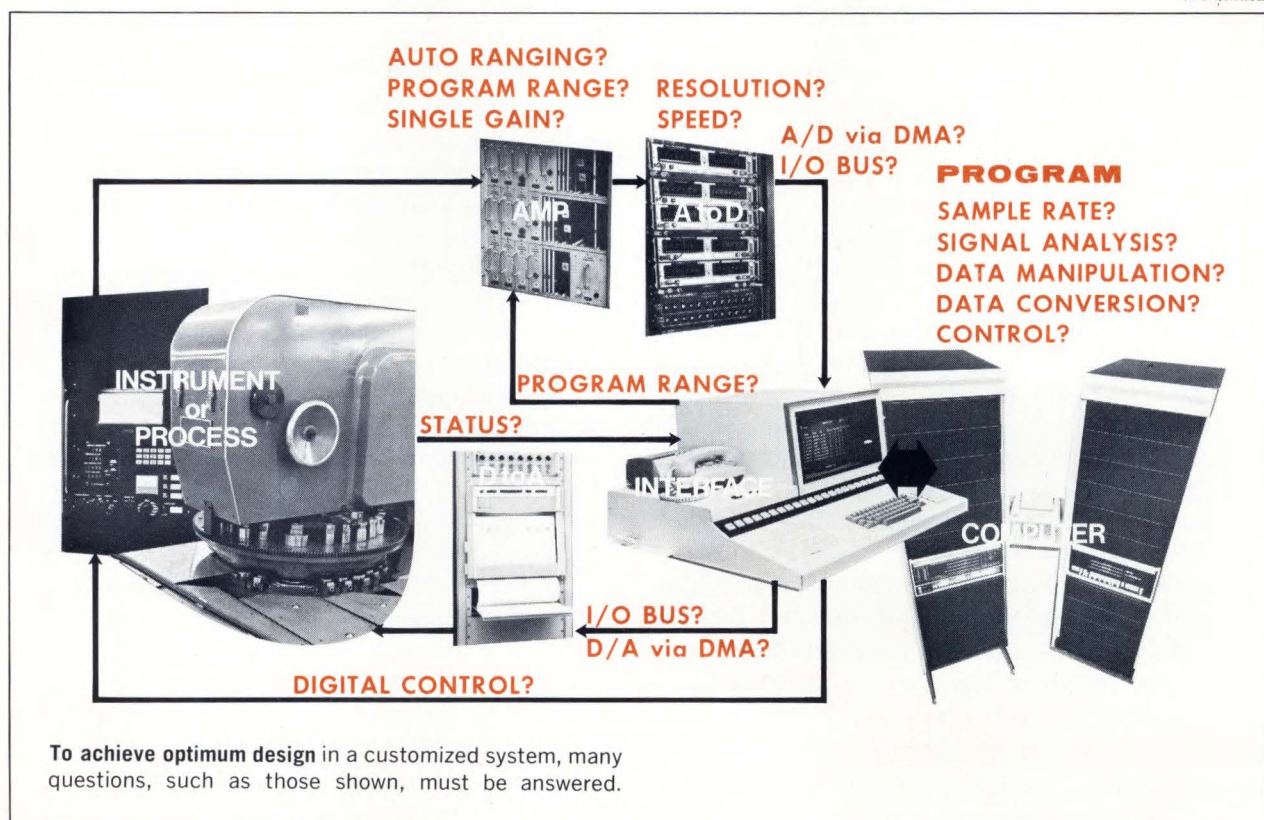 AUTO RANGING?
PROGRAM RANGE?
SINGLE GAIN?
RESOLUTION?
SPEED?
A/D via DMA?
I/O BUS?
PROGRAM
SAMPLE RATE?
SIGNAL ANALYSIS?
DATA MANIPULATION?
DATA CONVERSION?
CONTROL?
AMP
A to D
INSTRUMENT
or
PROCESS
PROGRAM RANGE?
STATUS?
D to A
INTERFACE
COMPUTER
I/O BUS?
D/A via DMA?
DIGITAL CONTROL?
To achieve optimum design in a customized system, many
questions, such as those shown, must be answered.